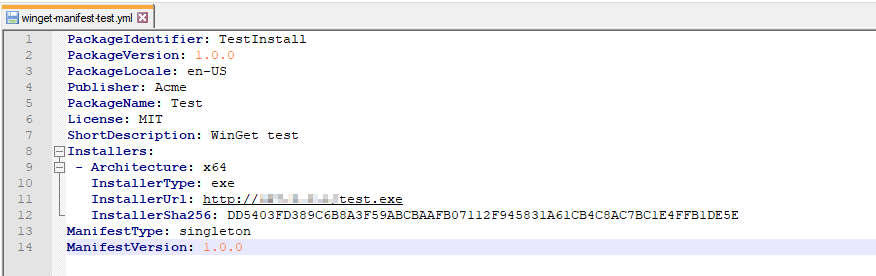 winget-manifest-test.yml
1 PackageIdentifier: TestInstall
2 PackageVersion: 1.0.0
3 PackageLocale: en-US
4 Publisher: Acme
5 PackageName: Test
6 License: MIT
7 ShortDescription: WinGet test
8 Installers:
9 - Architecture: x64
10 InstallerType: exe
11 InstallerUrl: http:// test.exe
12 InstallerSha256: DD5403FD389C6B8A3F59ABCBAAFB07112F945831A61CB4C8AC7BC1E4FFB1DE5E
13 ManifestType: singleton
14 ManifestVersion: 1.0.0